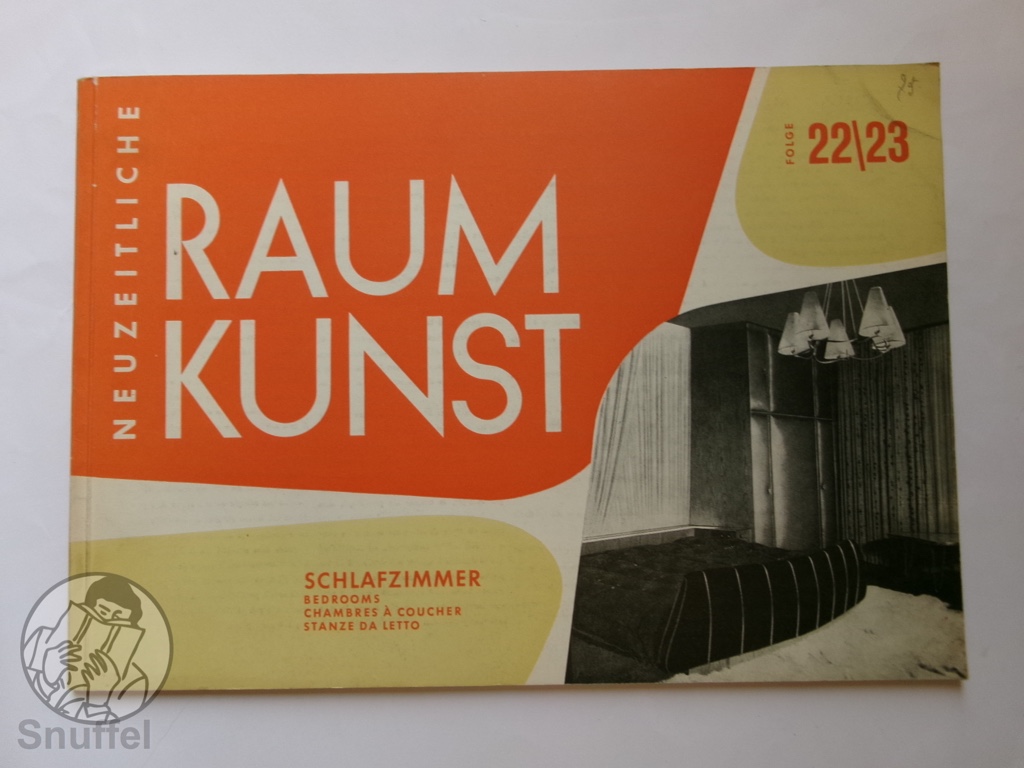 NEUZEITLICHE
RAUM
KUNST
FOLGE 22\23
SCHLAFZIMMER
BEDROOMS
CHAMBRES À COUCHER
STANZE DA LETTO
Snuffel